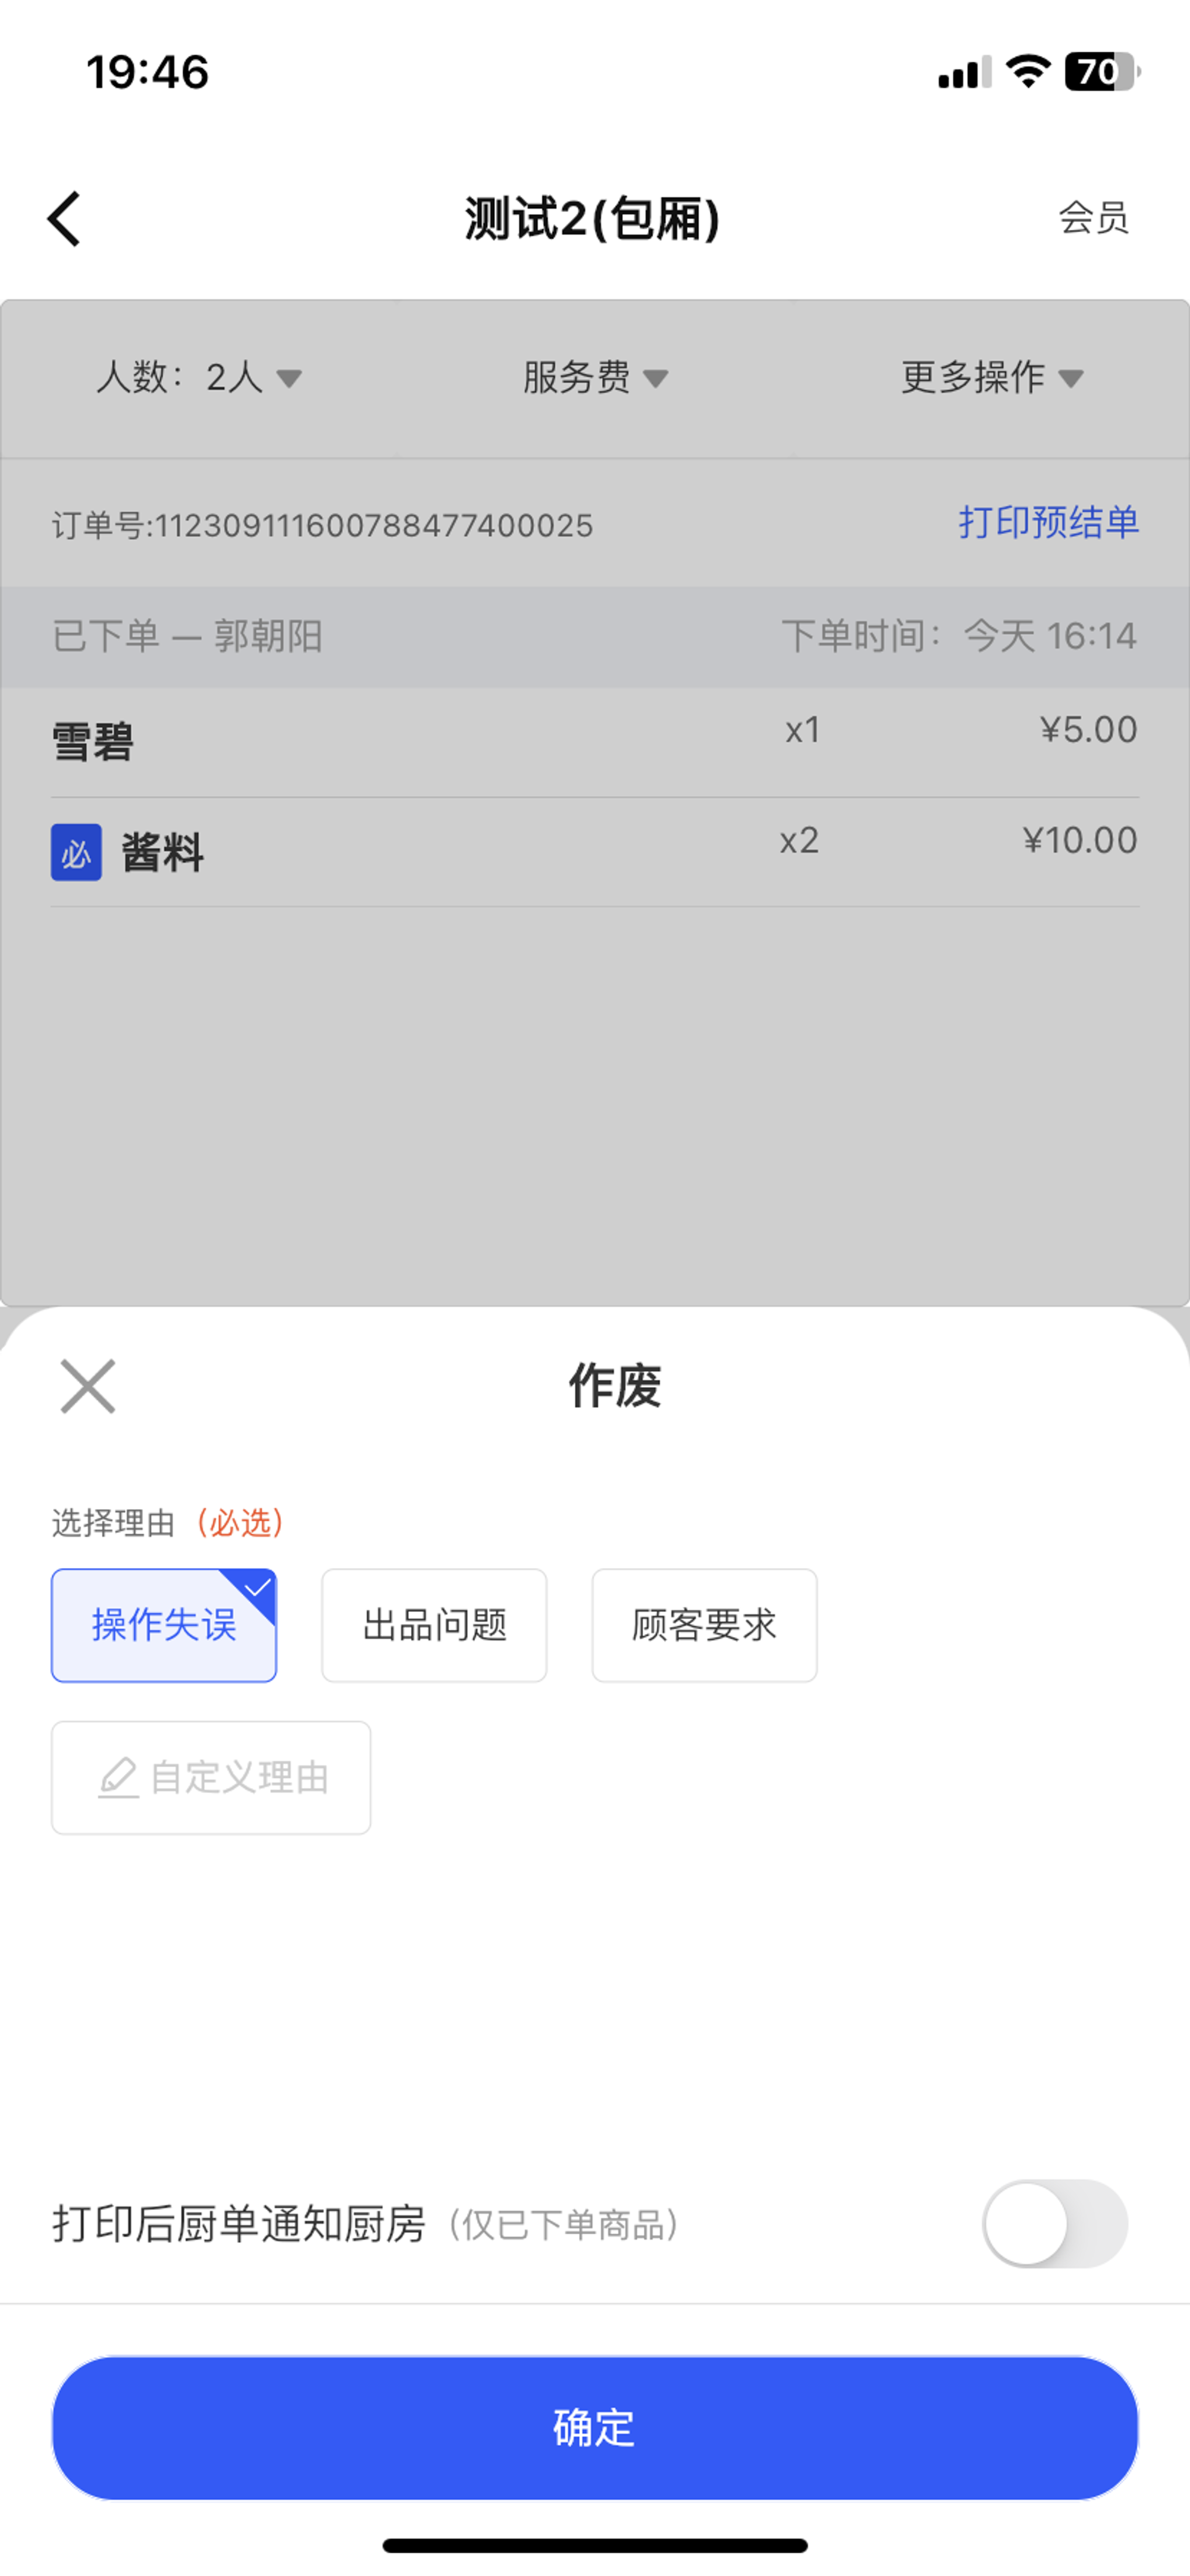 19:46 70
测试2(包厢) 会员
人数：2人 服务费 更多操作
订单号:112309111600788477400025 打印预结单
已下单 — 郭朝阳 下单时间：今天 16:14
雪碧 x1 ¥5.00
必 酱料 x2 ¥10.00
作废
选择理由（必选）
操作失误 出品问题 顾客要求
自定义理由
打印后厨单通知厨房（仅已下单商品）
确定